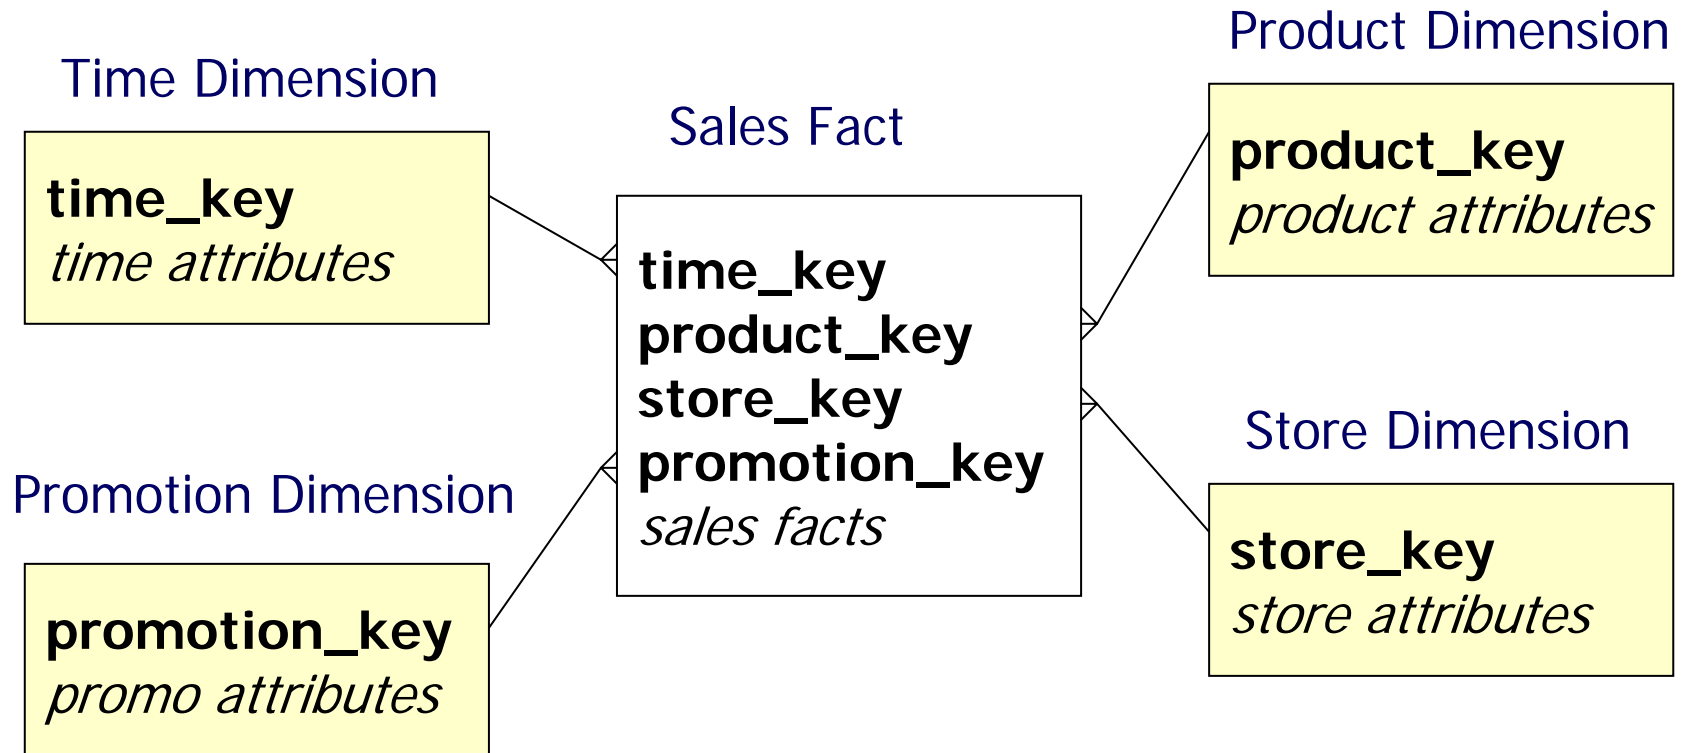 Time Dimension
time_key
time attributes
Promotion Dimension
promotion_key
promo attributes
Sales Fact
time_key
product_key
store_key
promotion_key
sales facts
Product Dimension
product_key
product attributes
Store Dimension
store_key
store attributes